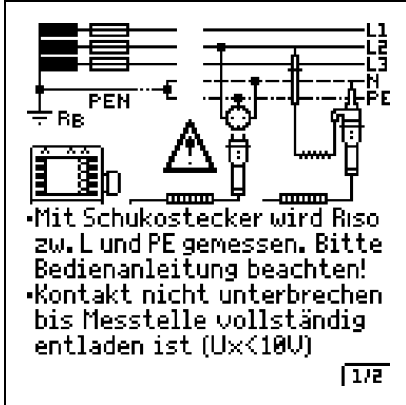 L1
L2
L3
N
PE
PEN
RB
•Mit Schukostecker wird RISO
zw. L und PE gemessen. Bitte
Bedienanleitung beachten!
•Kontakt nicht unterbrechen
bis Messtelle vollständig
entladen ist (Ux<10V)
1/2